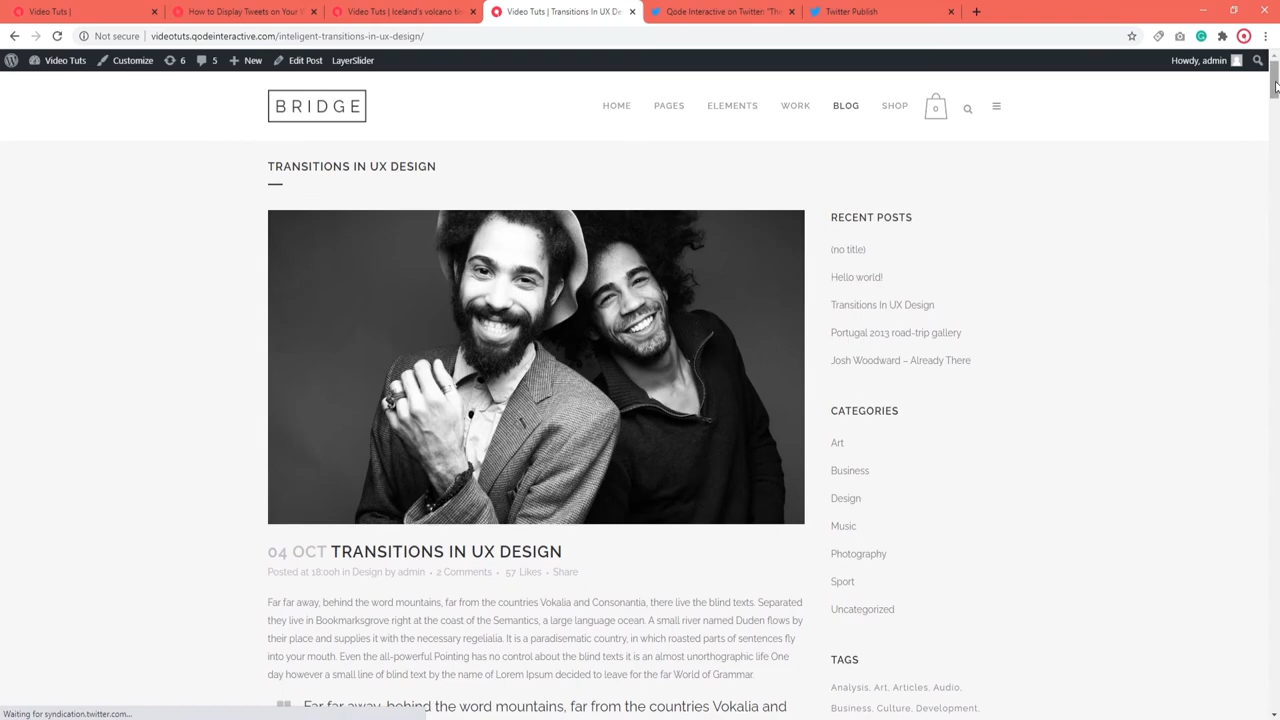 Video Tuts |
How to Display Tweets on Your
Video Tuts | Iceland's volcano
Video Tuts | Transitions In UX De
Qode Interactive on Twitter: "The
Twitter Publish
Not secure
videotuts.qodeinteractive.com/inteligent-transitions-in-ux-design/
Video Tuts
Customize
6
5
New
Edit Post
LayerSlider
Howdy, admin
BRIDGE
HOME
PAGES
ELEMENTS
WORK
BLOG
SHOP
0
TRANSITIONS IN UX DESIGN
04 OCT TRANSITIONS IN UX DESIGN
Posted at 18:00h in Design by admin • 2 Comments • 57 Likes • Share
Far far away, behind the word mountains, far from the countries Vokalia and Consonantia, there live the blind texts. Separated
they live in Bookmarksgrove right at the coast of the Semantics, a large language ocean. A small river named Duden flows by
their place and supplies it with the necessary regelialia. It is a paradisematic country, in which roasted parts of sentences fly
into your mouth. Even the all-powerful Pointing has no control about the blind texts it is an almost unorthographic life One
day however a small line of blind text by the name of Lorem Ipsum decided to leave for the far World of Grammar.
Far far away, behind the word mountains, far from the countries Vokalia and
RECENT POSTS
(no title)
Hello world!
Transitions In UX Design
Portugal 2013 road-trip gallery
Josh Woodward – Already There
CATEGORIES
Art
Business
Design
Music
Photography
Sport
Uncategorized
TAGS
Analysis, Art, Articles, Audio,
Business, Culture, Development,
Waiting for syndication.twitter.com...